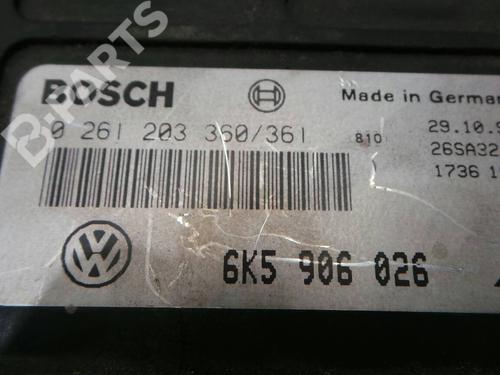 B-PARTS
BOSCH
Made in German
0 261 203 360/361
810
29.10.9
26SA32
1736 1
6K5 906 026